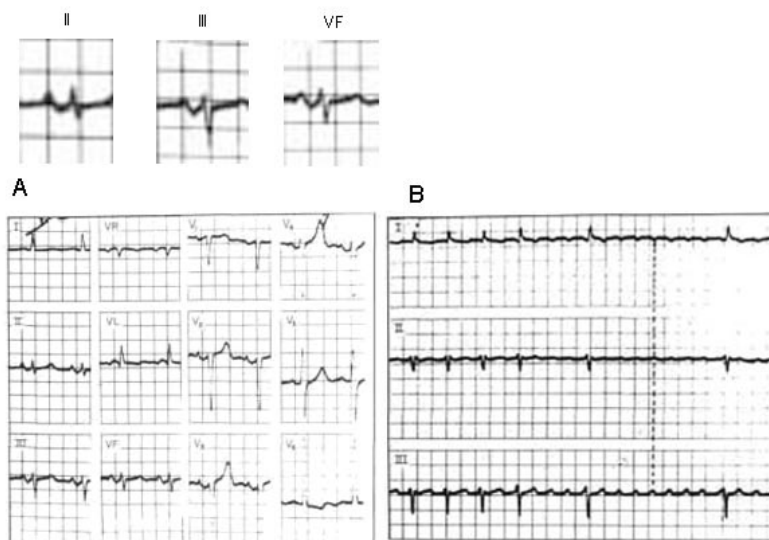 II III VF
A
B
I VR V₁ V₄
II VL V₂ V₅
III VF V₃ V₆
I
II
III